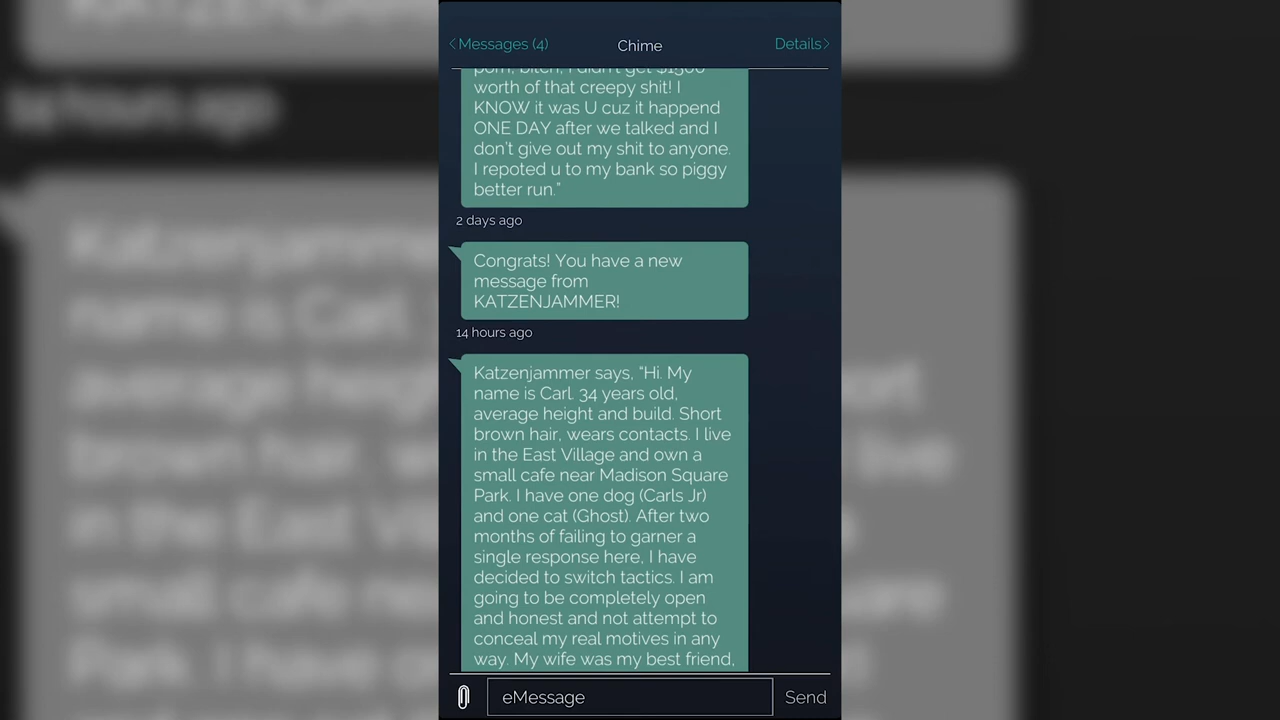 Messages (4)
Chime
Details
porn, bitch, I didn't get $1500
worth of that creepy shit! I
KNOW it was U cuz it happend
ONE DAY after we talked and I
don't give out my shit to anyone.
I repoted u to my bank so piggy
better run."
2 days ago
Congrats! You have a new
message from
KATZENJAMMER!
14 hours ago
Katzenjammer says, "Hi. My
name is Carl. 34 years old,
average height and build. Short
brown hair, wears contacts. I live
in the East Village and own a
small cafe near Madison Square
Park. I have one dog (Carls Jr)
and one cat (Ghost). After two
months of failing to garner a
single response here, I have
decided to switch tactics. I am
going to be completely open
and honest and not attempt to
conceal my real motives in any
way. My wife was my best friend,
eMessage
Send